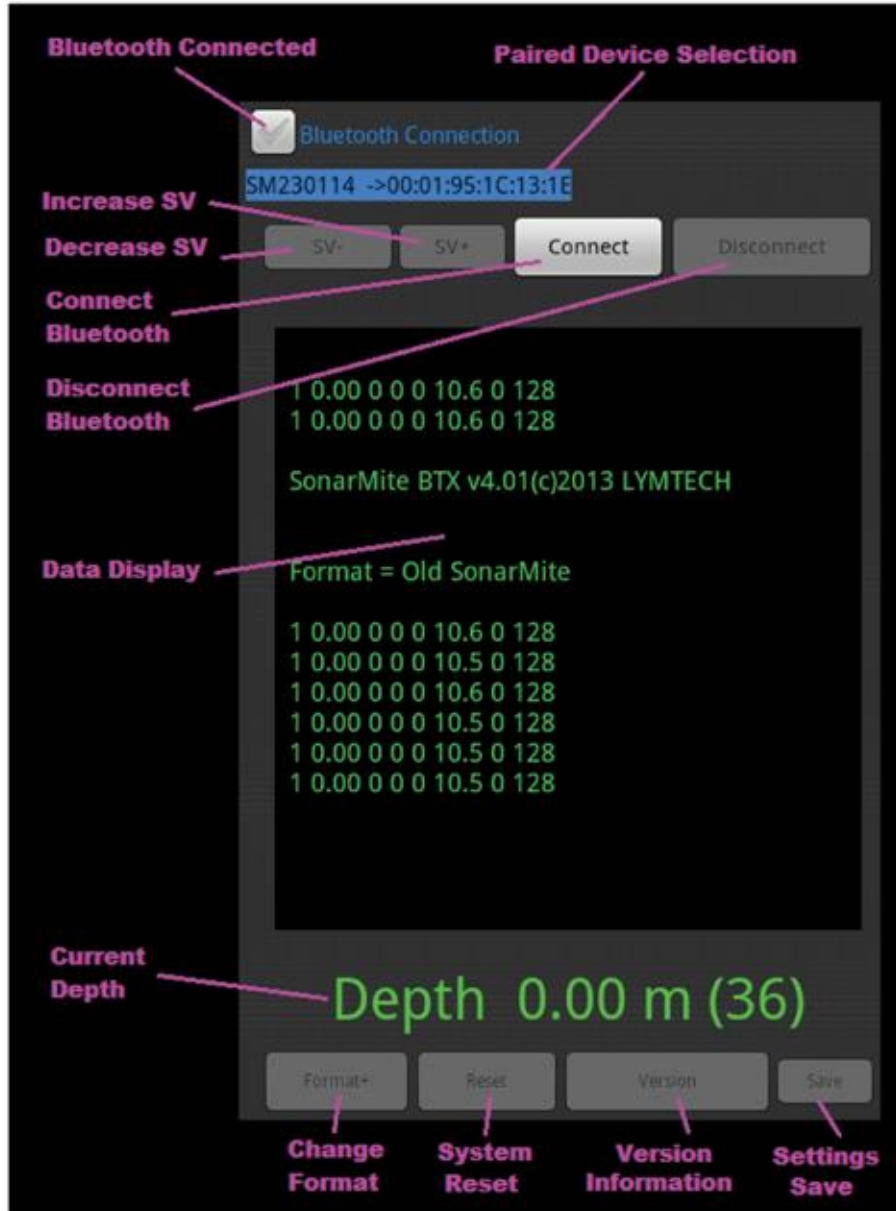 Bluetooth Connected
Paired Device Selection
Bluetooth Connection
SM230114 ->00:01:95:1C:13:1E
Increase SV
Decrease SV
SV-
SV+
Connect
Disconnect
Connect
Bluetooth
Disconnect
Bluetooth
1 0.00 0 0 0 10.6 0 128
1 0.00 0 0 0 10.6 0 128
SonarMite BTX v4.01(c)2013 LYMTECH
Data Display
Format = Old SonarMite
1 0.00 0 0 0 10.6 0 128
1 0.00 0 0 0 10.5 0 128
1 0.00 0 0 0 10.6 0 128
1 0.00 0 0 0 10.5 0 128
1 0.00 0 0 0 10.5 0 128
1 0.00 0 0 0 10.5 0 128
Current
Depth
Depth 0.00 m (36)
Format+
Reset
Version
Save
Change
Format
System
Reset
Version
Information
Settings
Save